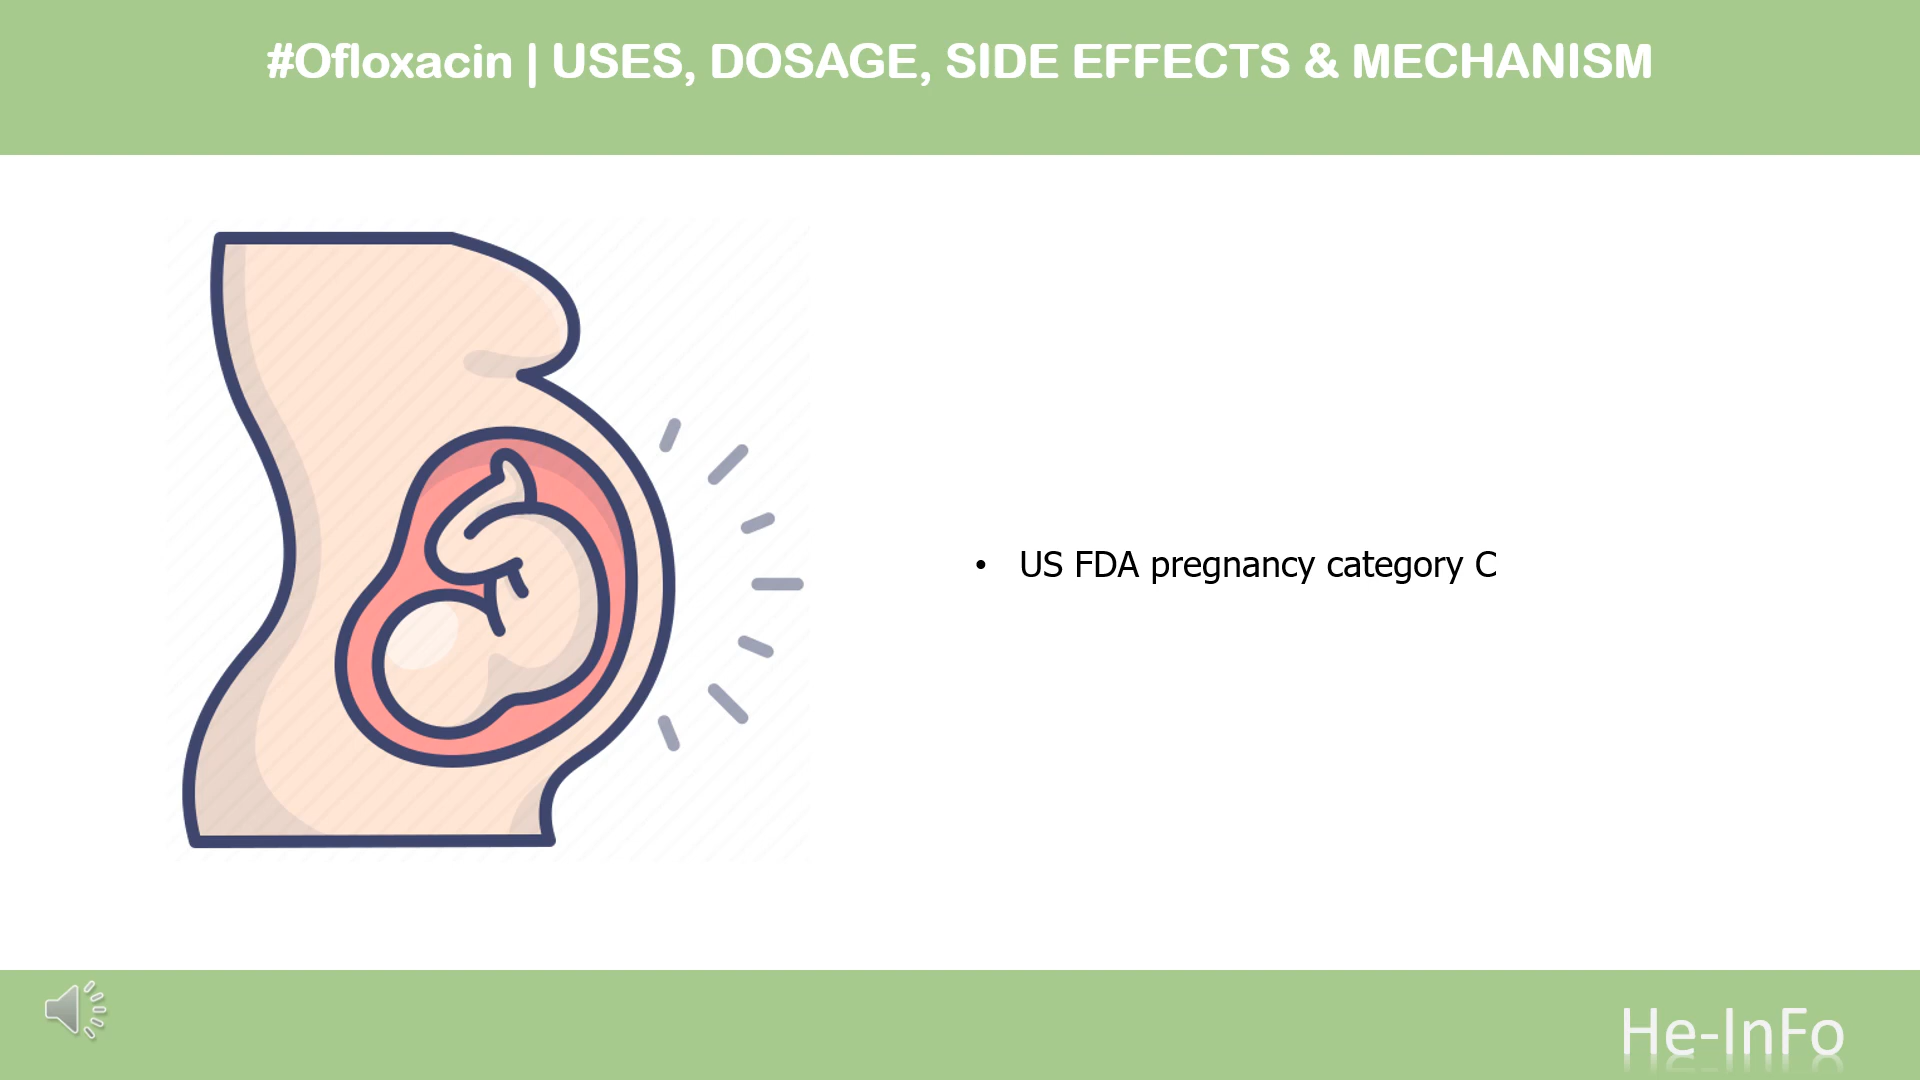 #Ofloxacin | USES, DOSAGE, SIDE EFFECTS & MECHANISM
• US FDA pregnancy category C
He-InFo